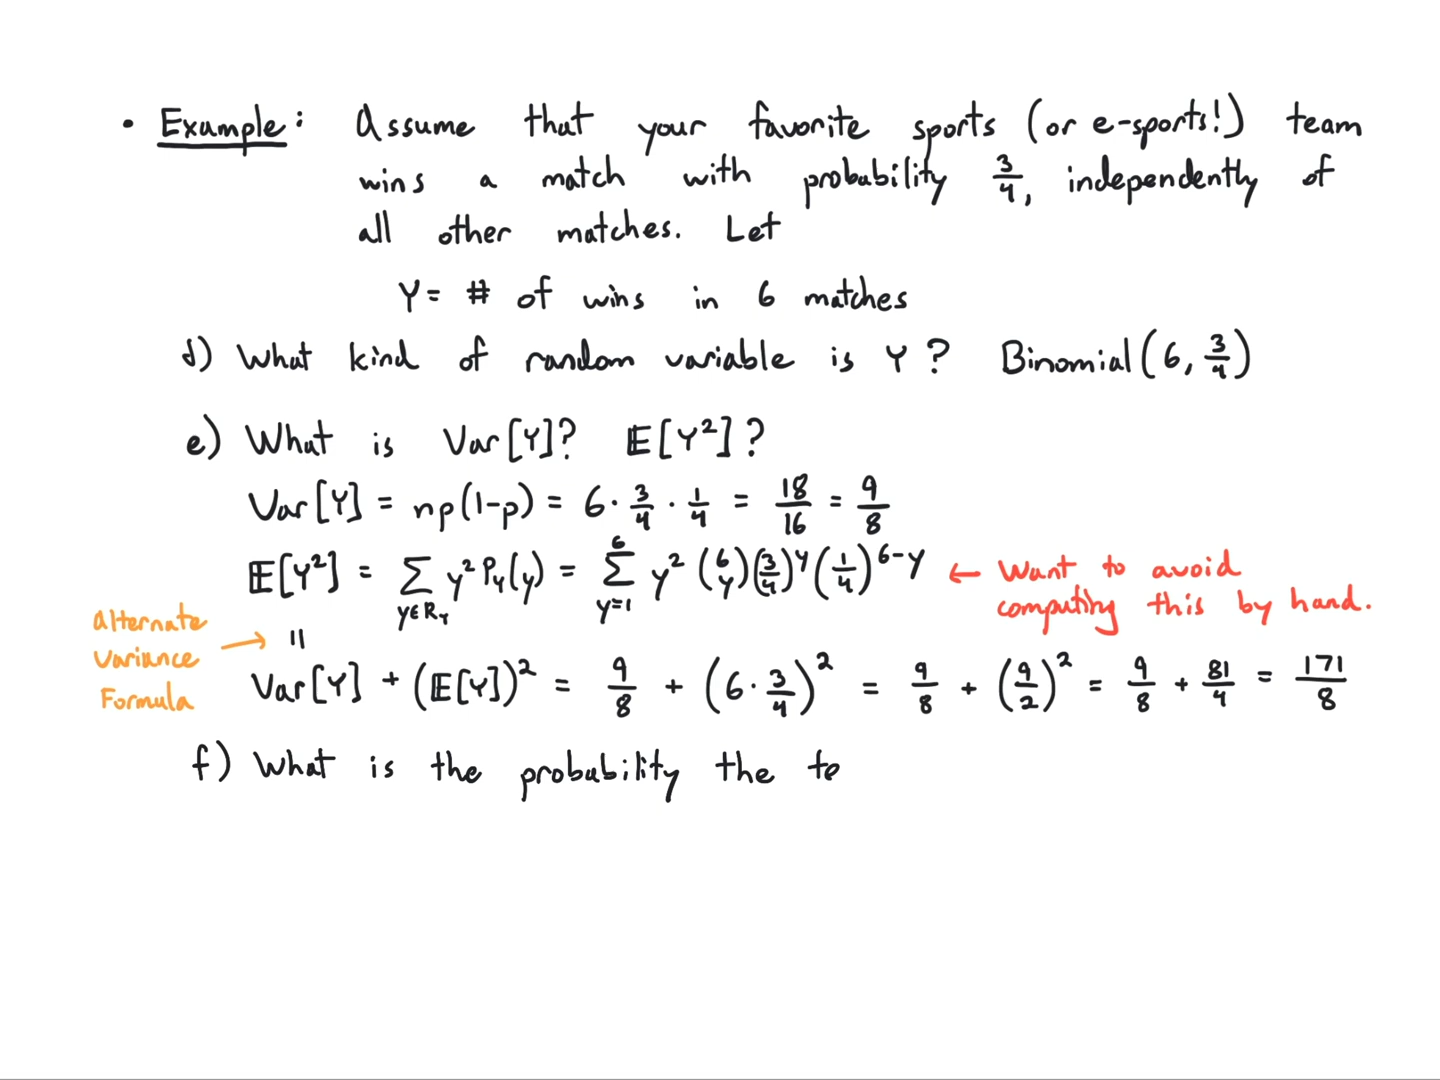 • Example: Assume that your favorite sports (or e-sports!) team
wins a match with probability 3/4, independently of
all other matches. Let
Y = # of wins in 6 matches
d) What kind of random variable is Y? Binomial(6, 3/4)
e) What is Var[Y]? 𝔼[Y²]?
Var[Y] = np(1-p) = 6 · 3/4 · 1/4 = 18/16 = 9/8
𝔼[Y²] = ∑_{y∈R_Y} y² P_Y(y) = ∑_{y=1}^{6} y² (6 y) (3/4)^y (1/4)^{6-y} ← Want to avoid
computing this by hand.
Alternate
Variance
Formula → =
Var[Y] + (𝔼[Y])² = 9/8 + (6 · 3/4)² = 9/8 + (9/2)² = 9/8 + 81/4 = 171/8
f) What is the probability the te